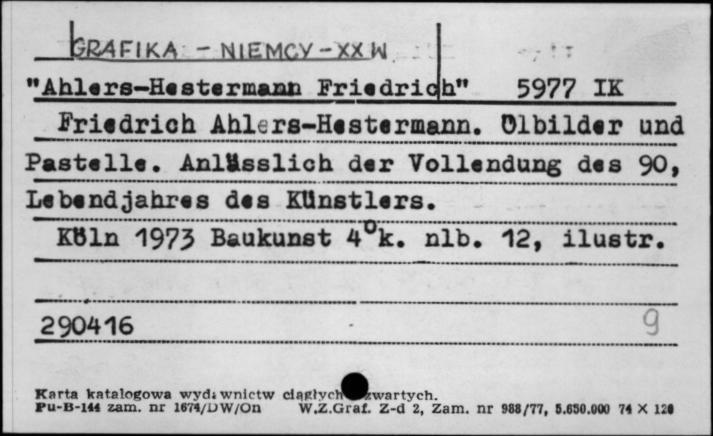 GRAFIKA - NIEMCY - XX W
"Ahlers-Hestermann Friedrich" 5977 IK
Friedrich Ahlers-Hestermann. Ölbilder und
Pastelle. Anlässlich der Vollendung des 90,
Lebendjahres des Künstlers.
Köln 1973 Baukunst 4°k. nlb. 12, ilustr.
290416 9
Karta katalogowa wydawnictw ciągłych zwartych.
Pu-B-144 zam. nr 1674/DW/On W.Z.Graf. Z-d 2, Zam. nr 988/77, 5.650.000 74 X 120